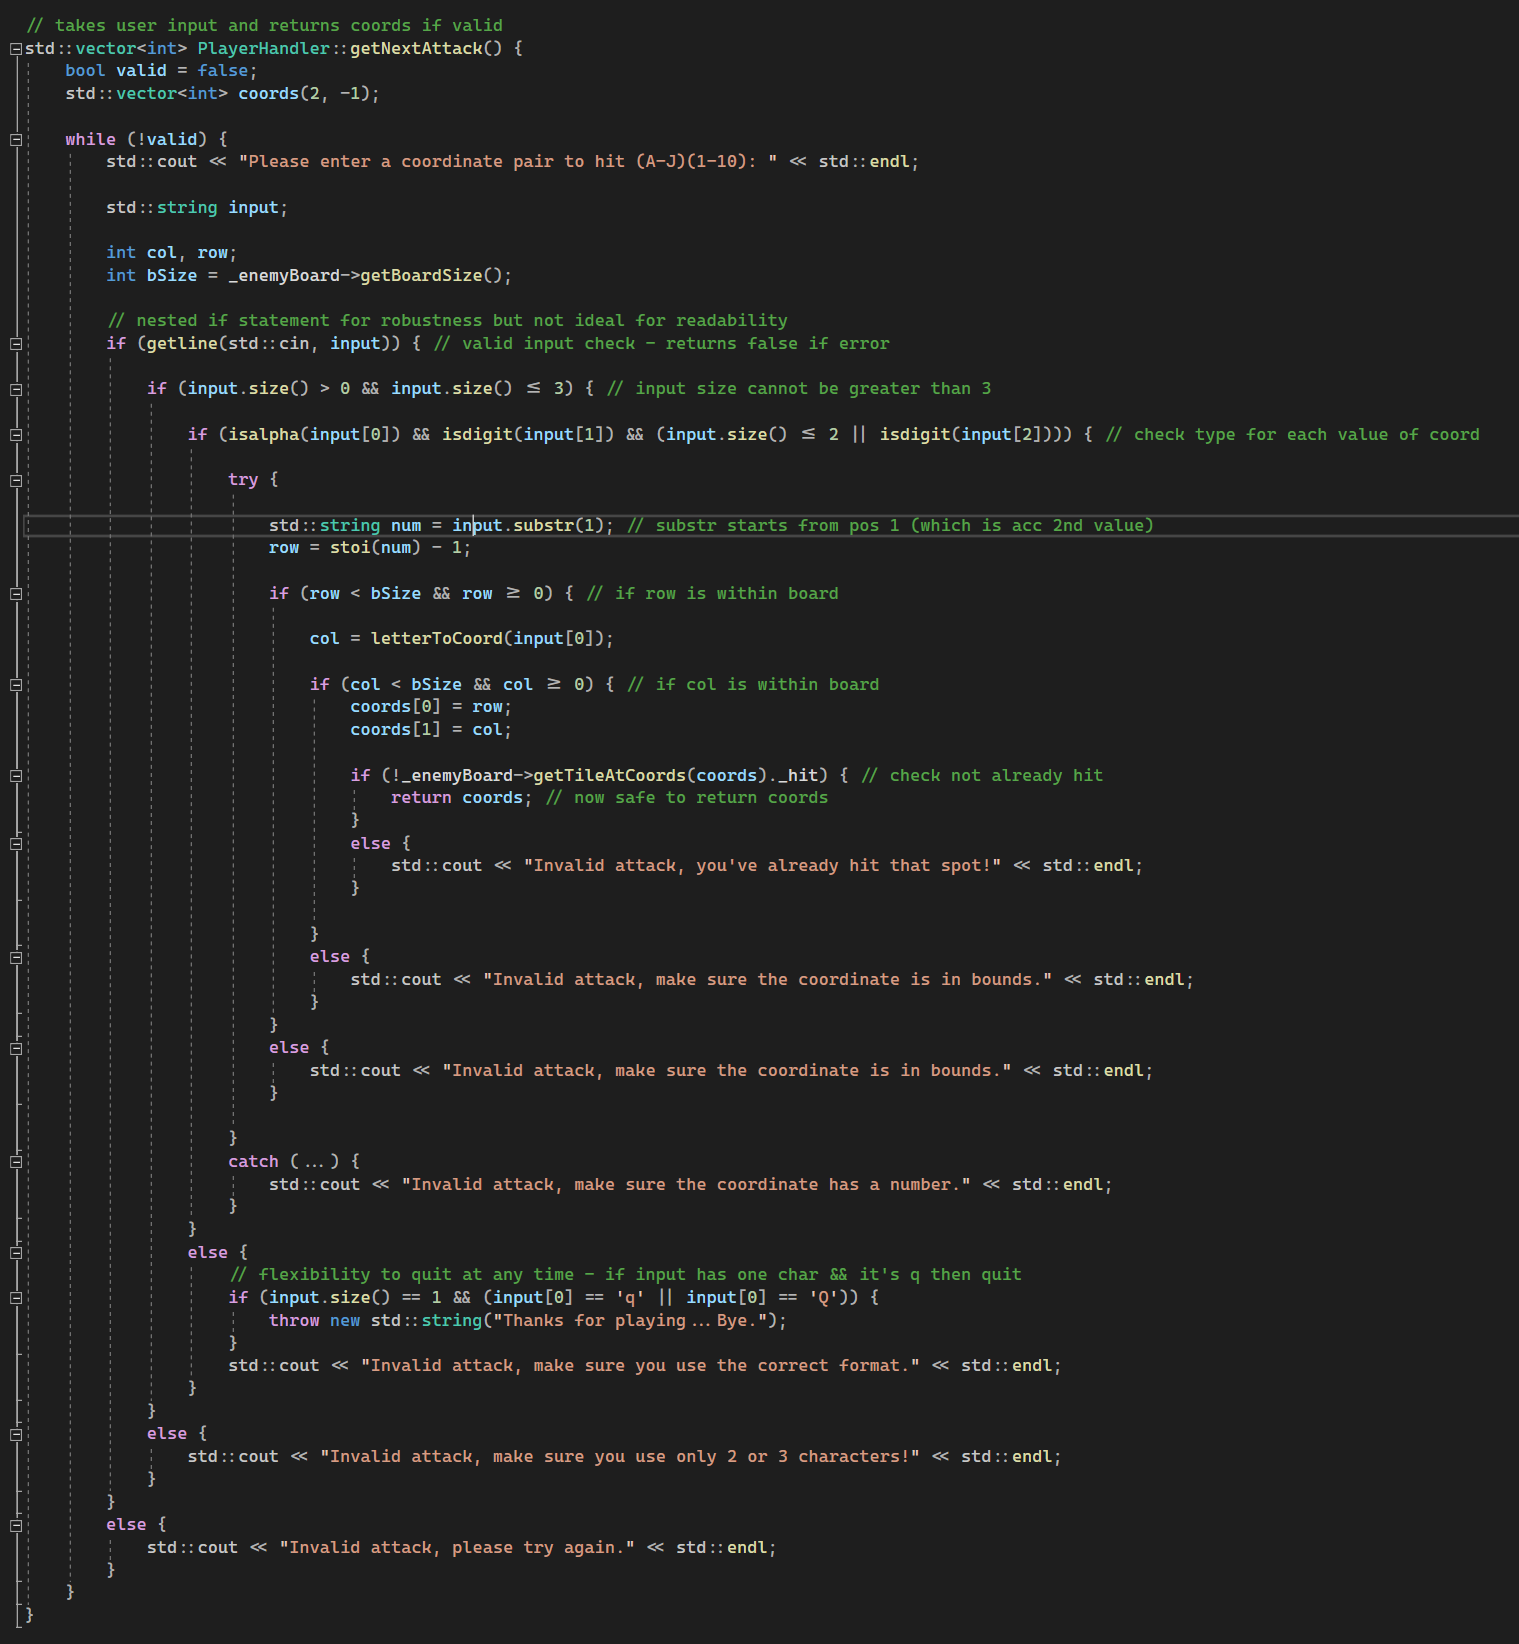 // takes user input and returns coords if valid
std::vector<int> PlayerHandler::getNextAttack() {
bool valid = false;
std::vector<int> coords(2, -1);
while (!valid) {
std::cout << "Please enter a coordinate pair to hit (A-J)(1-10): " << std::endl;
std::string input;
int col, row;
int bSize = _enemyBoard->getBoardSize();
// nested if statement for robustness but not ideal for readability
if (getline(std::cin, input)) { // valid input check - returns false if error
if (input.size() > 0 && input.size() ≤ 3) { // input size cannot be greater than 3
if (isalpha(input[0]) && isdigit(input[1]) && (input.size() ≤ 2 || isdigit(input[2]))) { // check type for each value of coord
try {
std::string num = input.substr(1); // substr starts from pos 1 (which is acc 2nd value)
row = stoi(num) - 1;
if (row < bSize && row ≥ 0) { // if row is within board
col = letterToCoord(input[0]);
if (col < bSize && col ≥ 0) { // if col is within board
coords[0] = row;
coords[1] = col;
if (!_enemyBoard->getTileAtCoords(coords)._hit) { // check not already hit
return coords; // now safe to return coords
}
else {
std::cout << "Invalid attack, you've already hit that spot!" << std::endl;
}
}
else {
std::cout << "Invalid attack, make sure the coordinate is in bounds." << std::endl;
}
}
else {
std::cout << "Invalid attack, make sure the coordinate is in bounds." << std::endl;
}
}
catch (...) {
std::cout << "Invalid attack, make sure the coordinate has a number." << std::endl;
}
}
else {
// flexibility to quit at any time - if input has one char && it's q then quit
if (input.size() == 1 && (input[0] == 'q' || input[0] == 'Q')) {
throw new std::string("Thanks for playing...Bye.");
}
std::cout << "Invalid attack, make sure you use the correct format." << std::endl;
}
}
else {
std::cout << "Invalid attack, make sure you use only 2 or 3 characters!" << std::endl;
}
}
else {
std::cout << "Invalid attack, please try again." << std::endl;
}
}
}